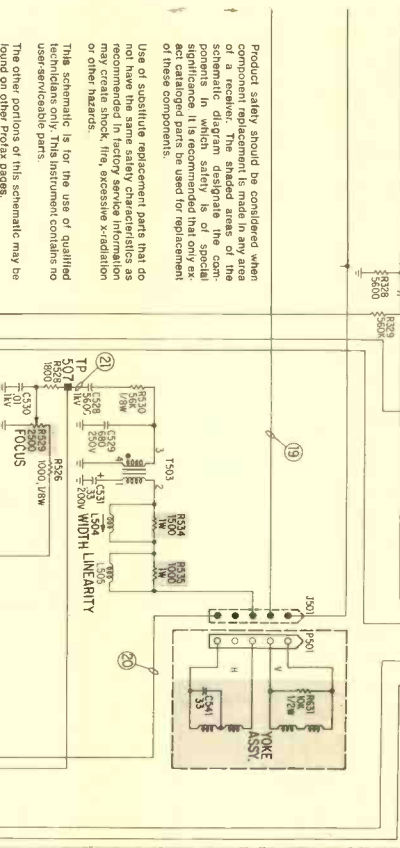 Product safety should be considered when
component replacement is made in any area
of a receiver. The shaded areas of the
schematic diagram designate the com-
ponents in which safety is of special
significance. It is recommended that only ex-
act cataloged parts be used for replacement
of these components.
Use of substitute replacement parts that do
not have the same safety characteristics as
recommended in factory service information
may create shock, fire, excessive x-radiation
or other hazards.
This schematic is for the use of qualified
technicians only. This instrument contains no
user-serviceable parts.
The other portions of this schematic may be
found on other Profax pages.
R328
5600
R329
560K
19
21
TP
507
R528
1800
C528
5600
1kV
R530
56K
1/8W
C529
680
250V
3
4
T503
2
1
C531
.33
200V
L504
WIDTH
R534
1500
1W
L505
LINEARITY
R535
1000
1W
C530
.01
1kV
R529
2500
FOCUS
R526
1000, 1/8W
J501
P501
20
V
H
R631
10K
1/2W
C541
33
YOKE
ASSY.